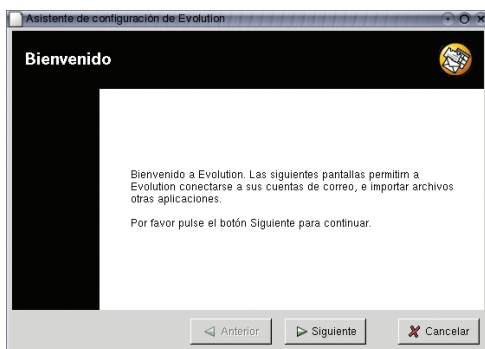 Asistente de configuración de Evolution
Bienvenido
Bienvenido a Evolution. Las siguientes pantallas permitirn a
Evolution conectarse a sus cuentas de correo, e importar archivos
otras aplicaciones.
Por favor pulse el botón Siguiente para continuar.
Anterior
Siguiente
Cancelar